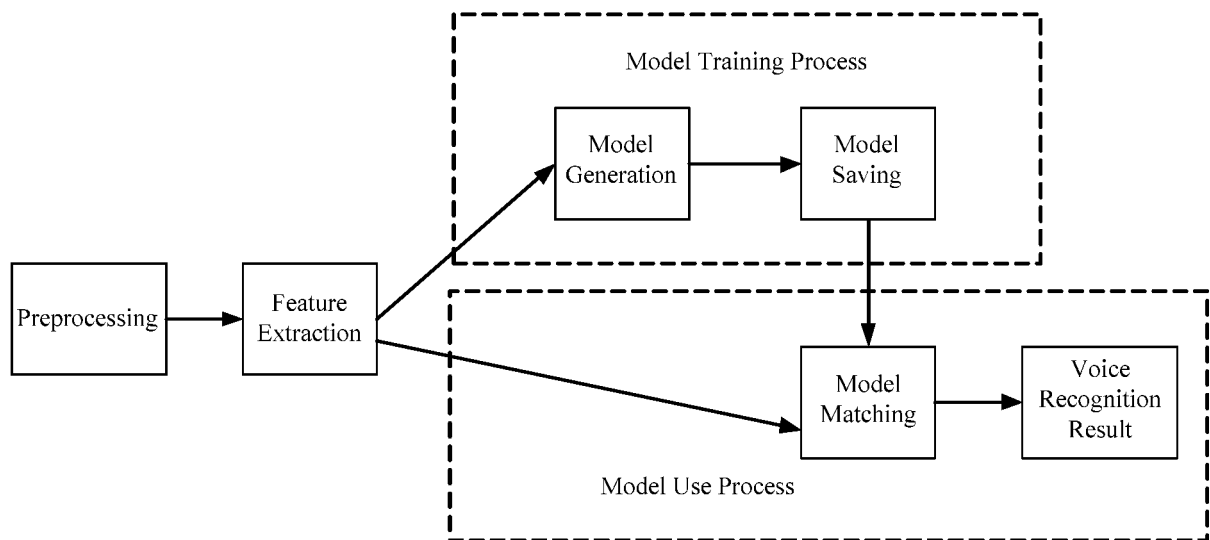 Model Training Process
Model
Generation
Model
Saving
Preprocessing
Feature
Extraction
Model
Matching
Voice
Recognition
Result
Model Use Process